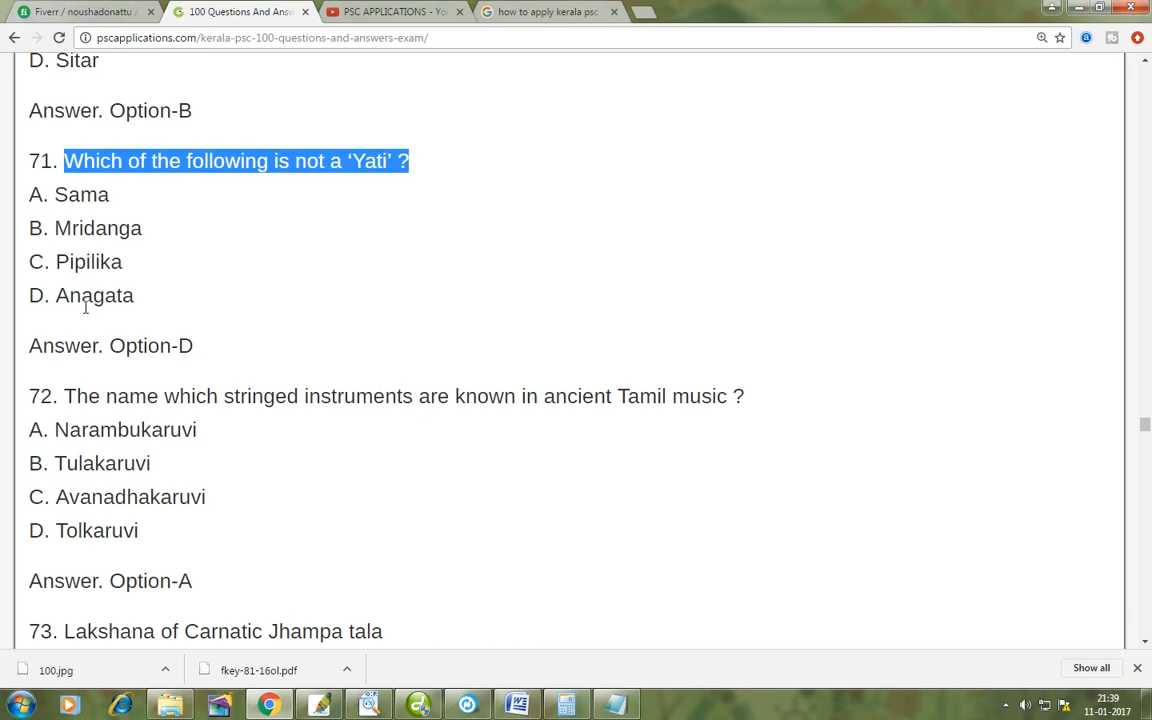 Fiverr / noushadonattu /
100 Questions And Answ
PSC APPLICATIONS - Yo
how to apply kerala psc
pscapplications.com/kerala-psc-100-questions-and-answers-exam/
D. Sitar
Answer. Option-B
71. Which of the following is not a ‘Yati’ ?
A. Sama
B. Mridanga
C. Pipilika
D. Anagata
Answer. Option-D
72. The name which stringed instruments are known in ancient Tamil music ?
A. Narambukaruvi
B. Tulakaruvi
C. Avanadhakaruvi
D. Tolkaruvi
Answer. Option-A
73. Lakshana of Carnatic Jhampa tala
100.jpg
fkey-81-16ol.pdf
Show all
21:39
11-01-2017